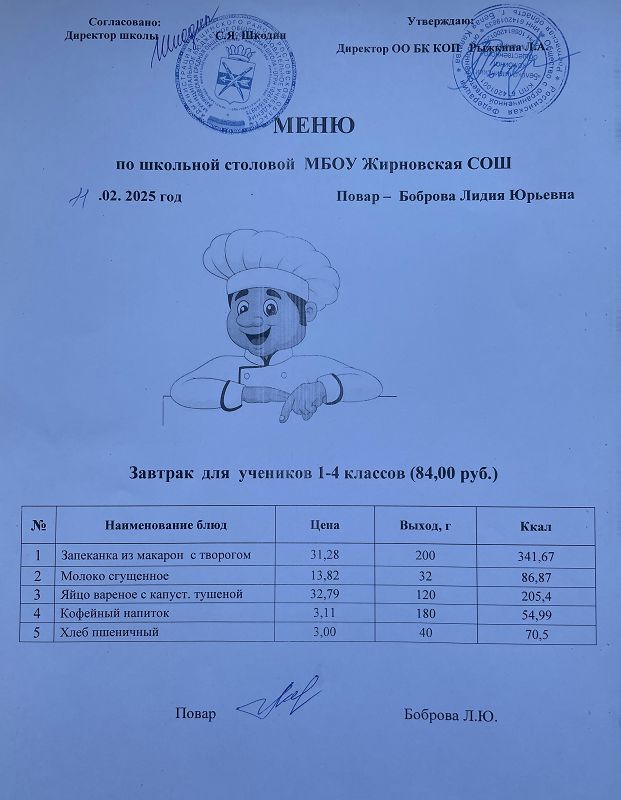 Согласовано:
Директор школы С.Я. Шкодин
Утверждаю:
Директор ОО БК КОП Рыжкина Л.А.
МЕНЮ
по школьной столовой МБОУ Жирновская СОШ
11 .02. 2025 год Повар – Боброва Лидия Юрьевна
Завтрак для учеников 1-4 классов (84,00 руб.)
№ Наименование блюд Цена Выход, г Ккал
1 Запеканка из макарон с творогом 31,28 200 341,67
2 Молоко сгущенное 13,82 32 86,87
3 Яйцо вареное с капуст. тушеной 32,79 120 205,4
4 Кофейный напиток 3,11 180 54,99
5 Хлеб пшеничный 3,00 40 70,5
Повар Боброва Л.Ю.